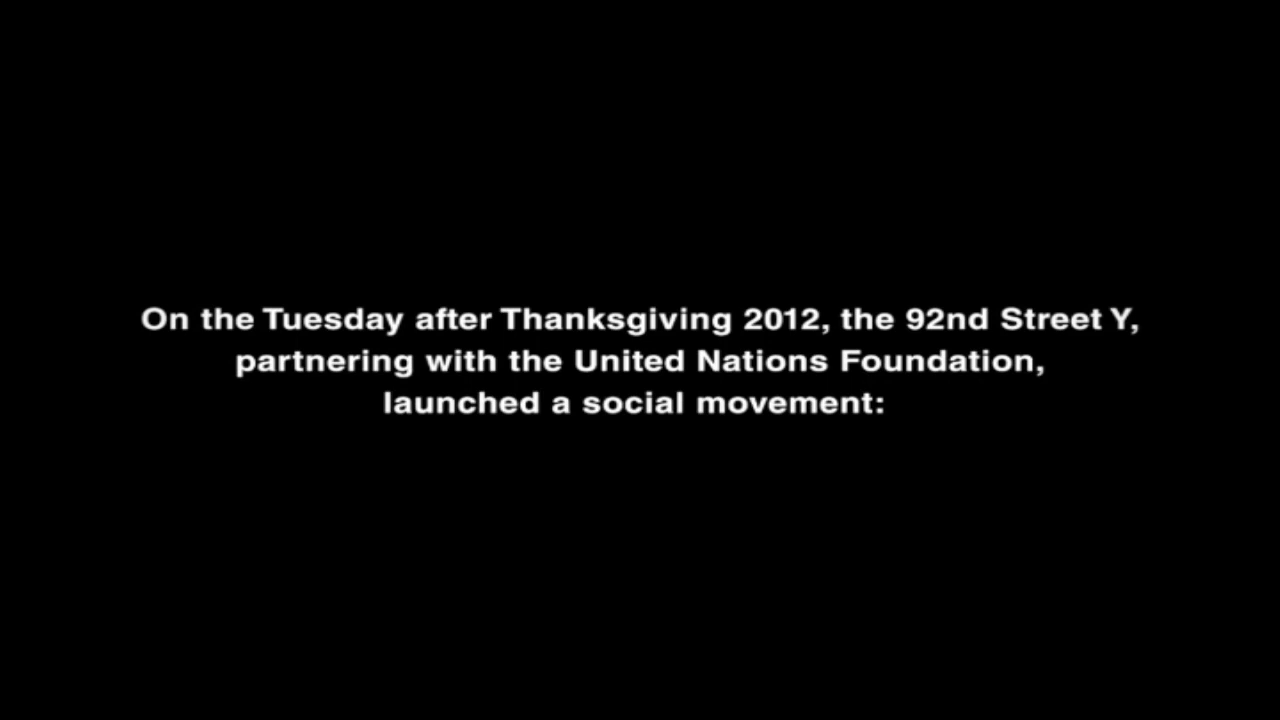 On the Tuesday after Thanksgiving 2012, the 92nd Street Y,
partnering with the United Nations Foundation,
launched a social movement: